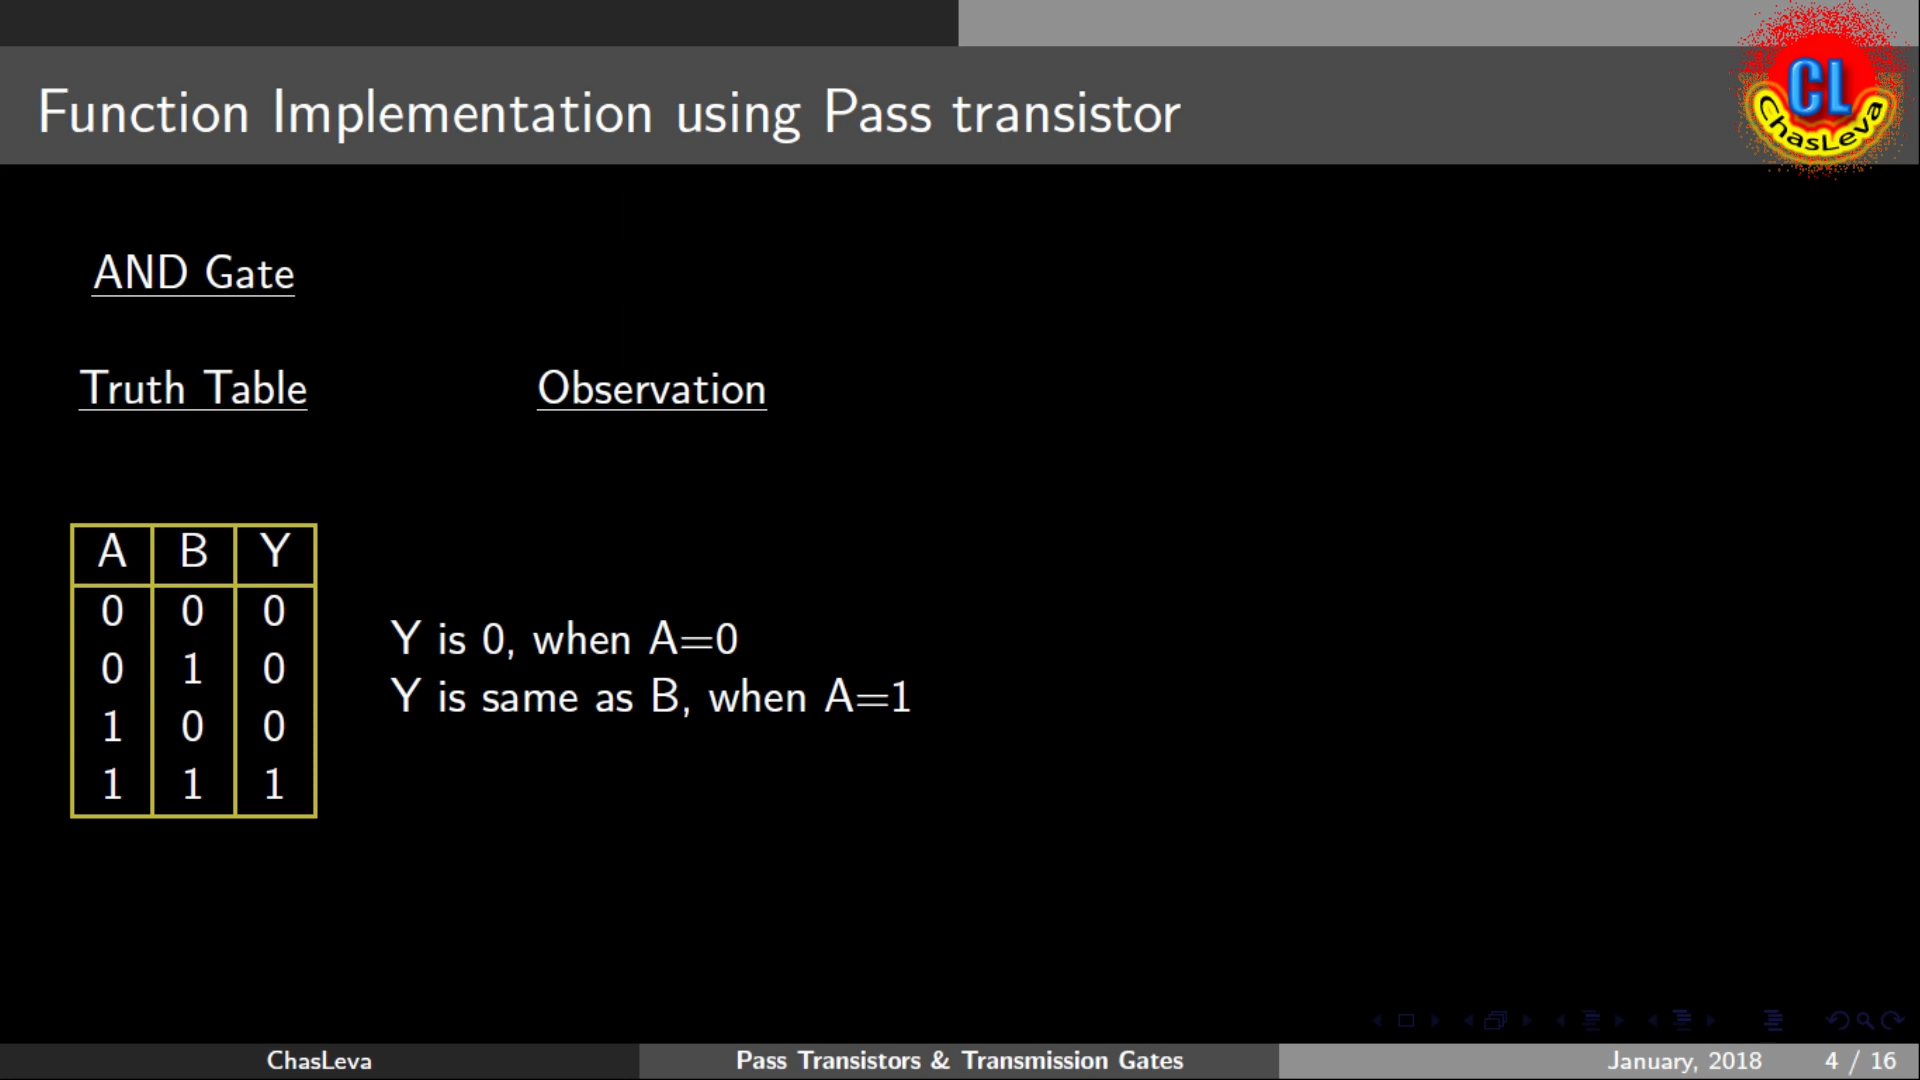 Function Implementation using Pass transistor
CL
ChasLeva
AND Gate
Truth Table
Observation
A B Y
0 0 0
0 1 0
1 0 0
1 1 1
Y is 0, when A=0
Y is same as B, when A=1
ChasLeva
Pass Transistors & Transmission Gates
January, 2018
4 / 16